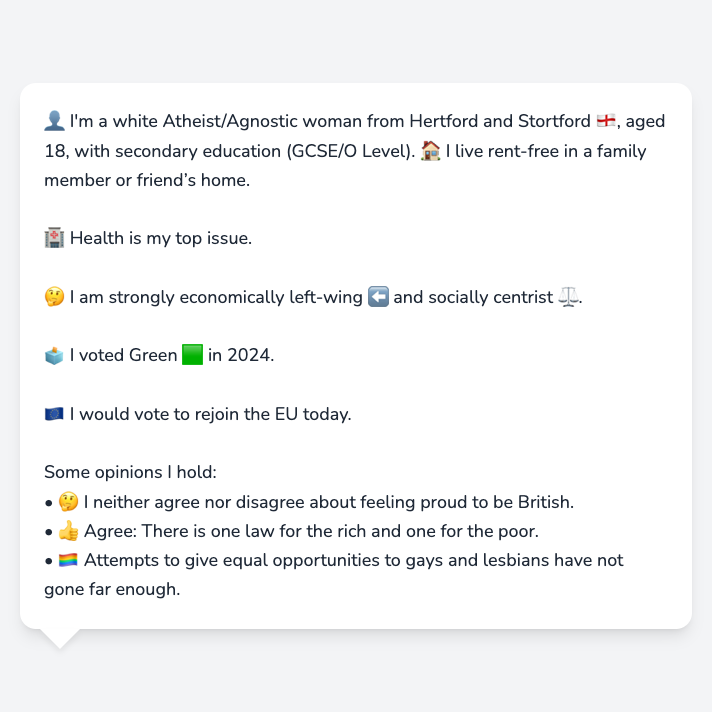 👤 I'm a white Atheist/Agnostic woman from Hertford and Stortford 🏴󠁧󠁢󠁥󠁮󠁧󠁿, aged
18, with secondary education (GCSE/O Level). 🏠 I live rent-free in a family
member or friend’s home.
🏥 Health is my top issue.
🤔 I am strongly economically left-wing ⬅️ and socially centrist ⚖️.
🗳️ I voted Green 🟩 in 2024.
🇪🇺 I would vote to rejoin the EU today.
Some opinions I hold:
• 🤔 I neither agree nor disagree about feeling proud to be British.
• 👍 Agree: There is one law for the rich and one for the poor.
• 🏳️‍🌈 Attempts to give equal opportunities to gays and lesbians have not
gone far enough.